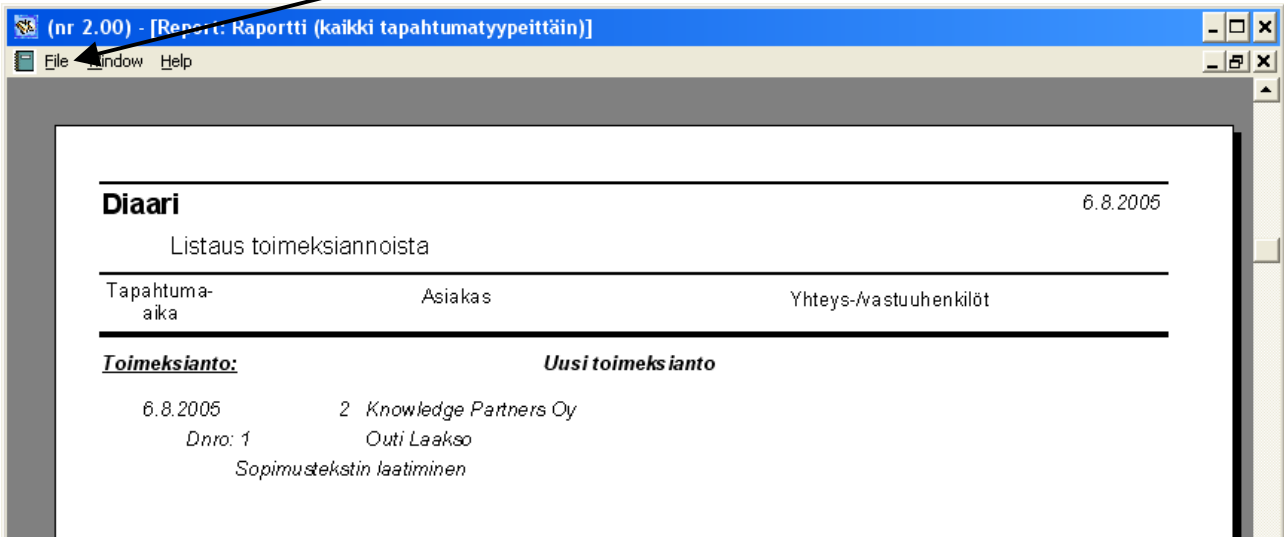 (nr 2.00) - [Report: Raportti (kaikki tapahtumatyypeittäin)]
File Window Help
Diaari 6.8.2005
Listaus toimeksiannoista
Tapahtuma-
aika Asiakas Yhteys-/vastuuhenkilöt
Toimeksianto: Uusi toimeksianto
6.8.2005 2 Knowledge Partners Oy
Dnro: 1 Outi Laakso
Sopimustekstin laatiminen